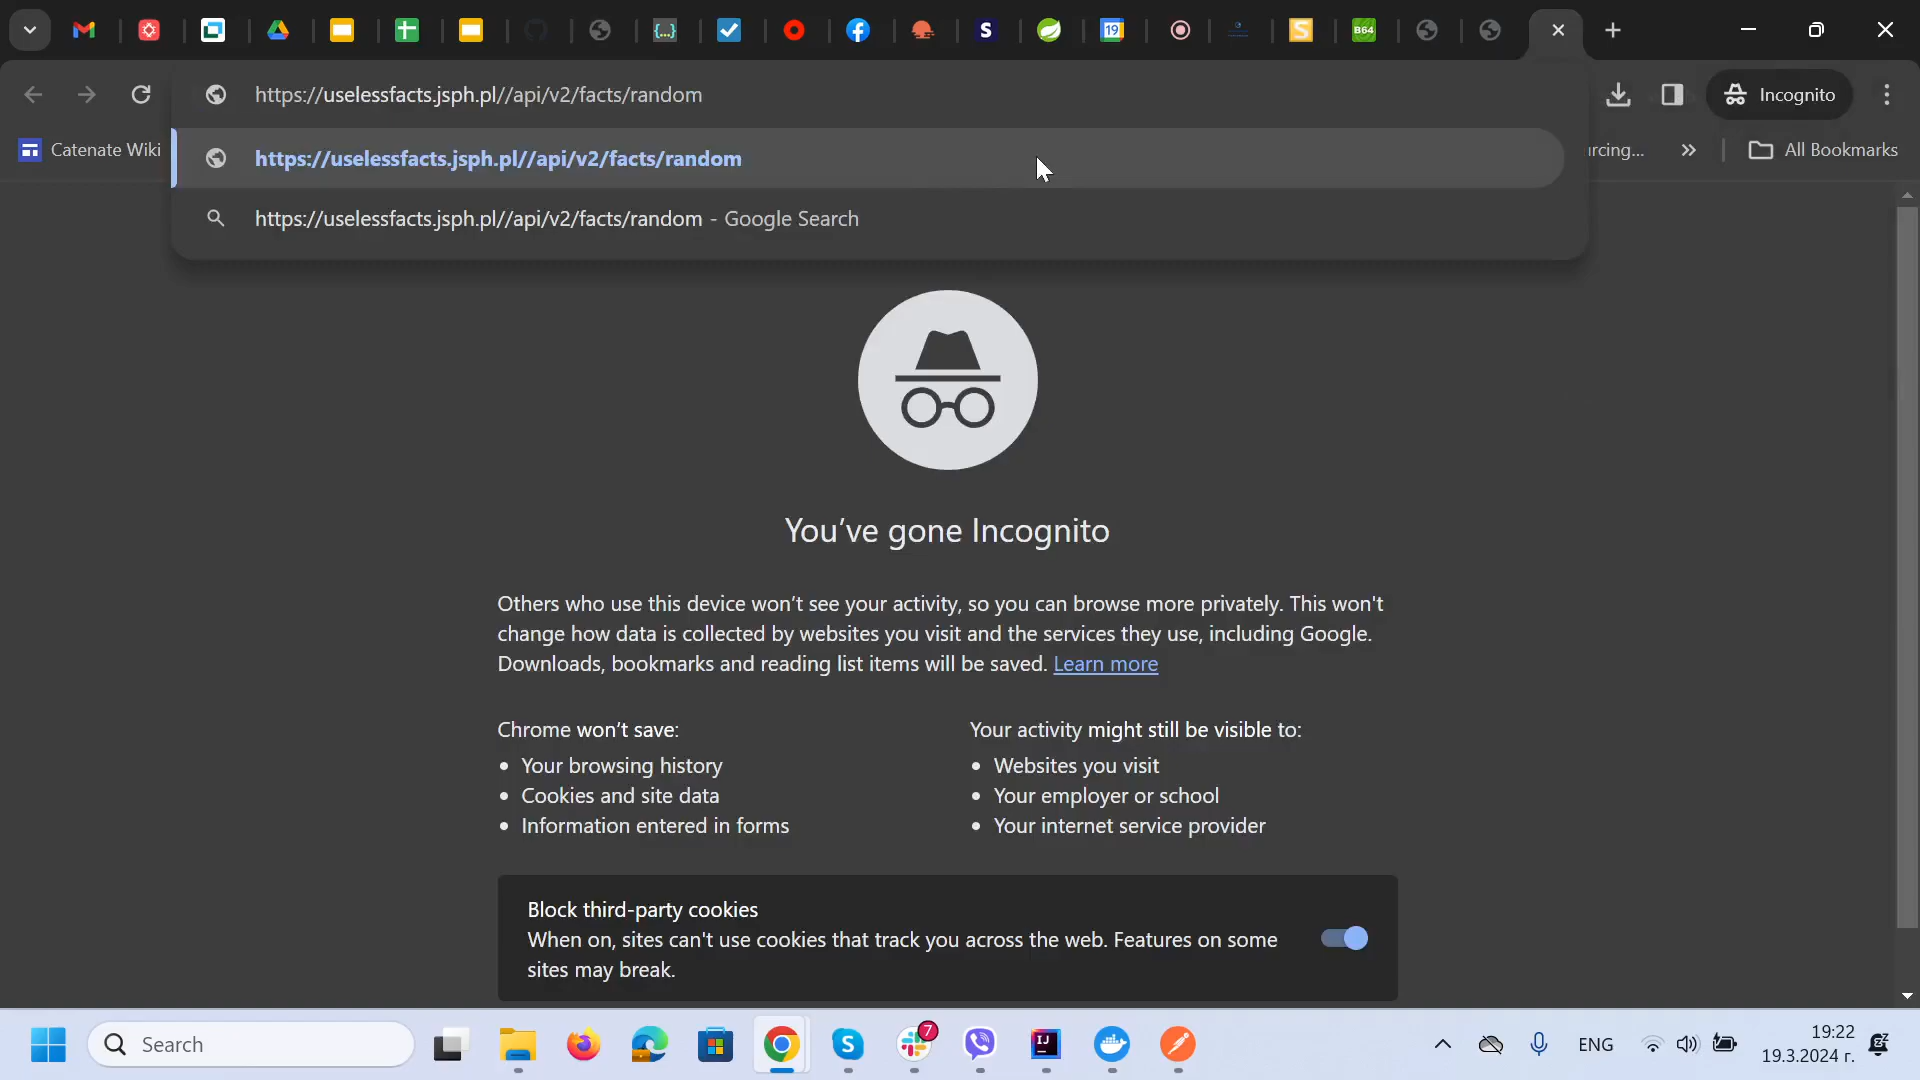 19
S
B64
https://uselessfacts.jsph.pl//api/v2/facts/random
Incognito
Catenate Wiki
https://uselessfacts.jsph.pl//api/v2/facts/random
urcing...
»
All Bookmarks
https://uselessfacts.jsph.pl//api/v2/facts/random - Google Search
You've gone Incognito
Others who use this device won't see your activity, so you can browse more privately. This won't
change how data is collected by websites you visit and the services they use, including Google.
Downloads, bookmarks and reading list items will be saved. Learn more
Chrome won't save:
• Your browsing history
• Cookies and site data
• Information entered in forms
Your activity might still be visible to:
• Websites you visit
• Your employer or school
• Your internet service provider
Block third-party cookies
When on, sites can't use cookies that track you across the web. Features on some
sites may break.
Search
7
IJ
ENG
19:22
19.3.2024 г.